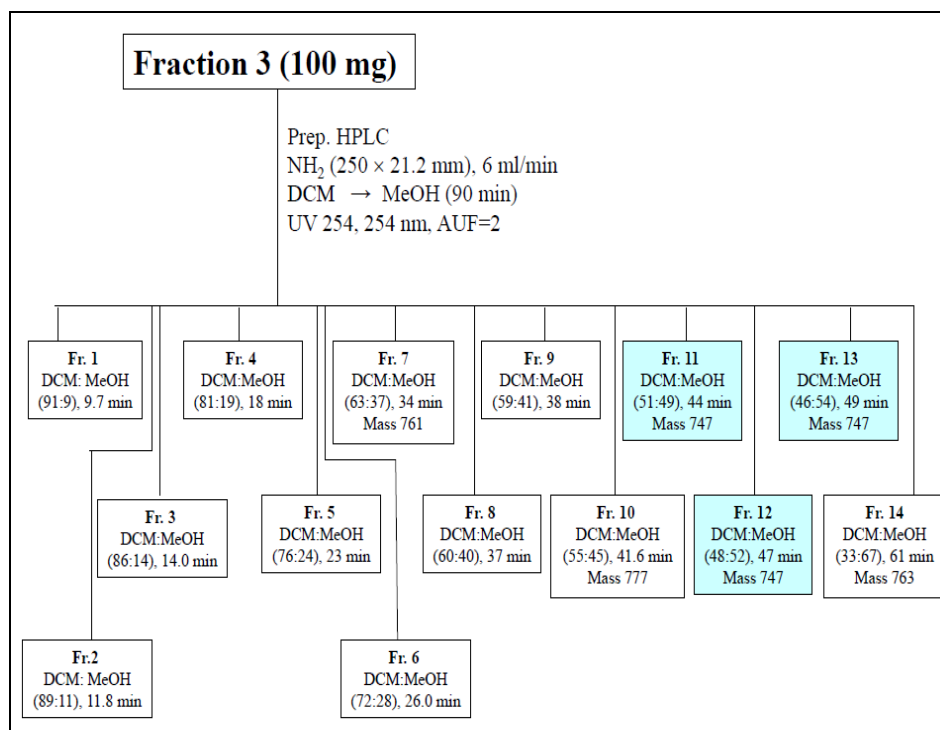 Fraction 3 (100 mg)
Prep. HPLC
NH₂ (250 × 21.2 mm), 6 ml/min
DCM → MeOH (90 min)
UV 254, 254 nm, AUF=2
Fr. 1
DCM: MeOH
(91:9), 9.7 min
Fr. 4
DCM:MeOH
(81:19), 18 min
Fr. 7
DCM:MeOH
(63:37), 34 min
Mass 761
Fr. 9
DCM:MeOH
(59:41), 38 min
Fr. 11
DCM:MeOH
(51:49), 44 min
Mass 747
Fr. 13
DCM:MeOH
(46:54), 49 min
Mass 747
Fr. 3
DCM:MeOH
(86:14), 14.0 min
Fr. 5
DCM:MeOH
(76:24), 23 min
Fr. 8
DCM:MeOH
(60:40), 37 min
Fr. 10
DCM:MeOH
(55:45), 41.6 min
Mass 777
Fr. 12
DCM:MeOH
(48:52), 47 min
Mass 747
Fr. 14
DCM:MeOH
(33:67), 61 min
Mass 763
Fr.2
DCM: MeOH
(89:11), 11.8 min
Fr. 6
DCM:MeOH
(72:28), 26.0 min